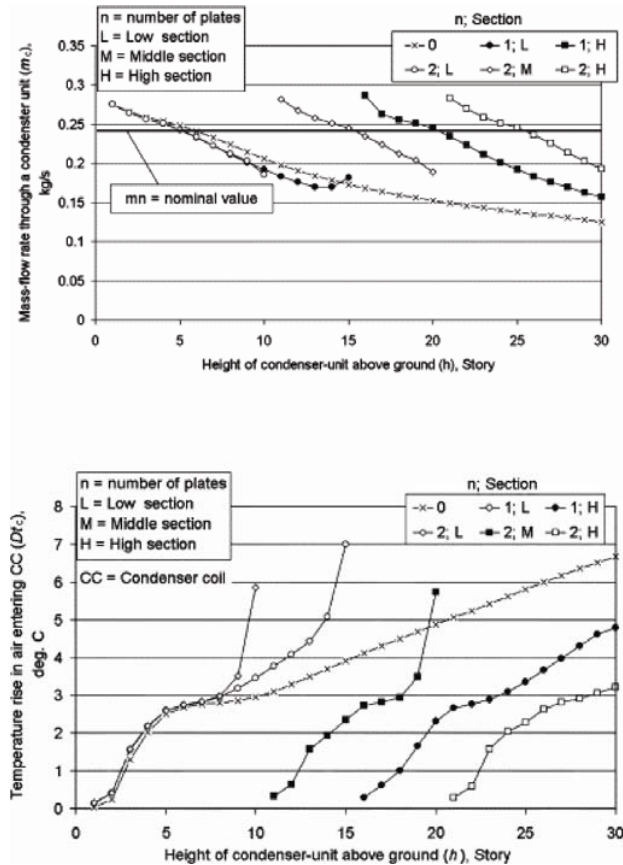 n = number of plates
L = Low section
M = Middle section
H = High section
n; Section
0
1; L
1; H
2; L
2; M
2; H
0.35
0.3
0.25
0.2
0.15
0.1
0.05
0
mn = nominal value
Mass-flow rate through a condenster unit (mc),
kg/s
0 5 10 15 20 25 30
Height of condenser-unit above ground (h), Story
n = number of plates
L = Low section
M = Middle section
H = High section
CC = Condenser coil
n; Section
0
1; L
1; H
2; L
2; M
2; H
8
7
6
5
4
3
2
1
0
Temperature rise in air entering CC (Dtc),
deg. C
0 5 10 15 20 25 30
Height of condenser-unit above ground (h), Story